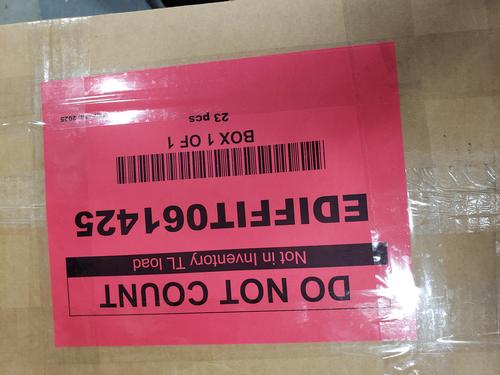 DO NOT COUNT
Not in Inventory TL load
EDIFFIT061425
BOX 1 OF 1
23 pcs